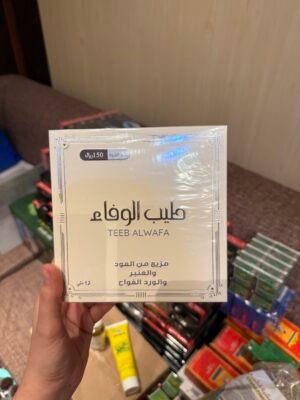 150 ريال
طيب الوفاء
TEEB ALWAFA
مزيج من العود
والعنبر
والورد الفواح